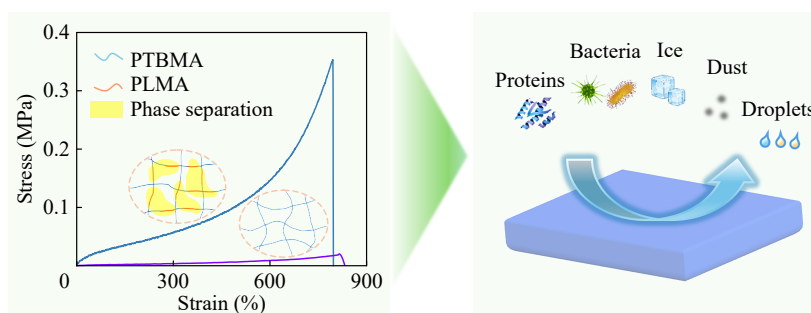 0.4
0.3
0.2
0.1
0
300
600
900
Stress (MPa)
Strain (%)
PTBMA
PLMA
Phase separation
Proteins
Bacteria
Ice
Dust
Droplets